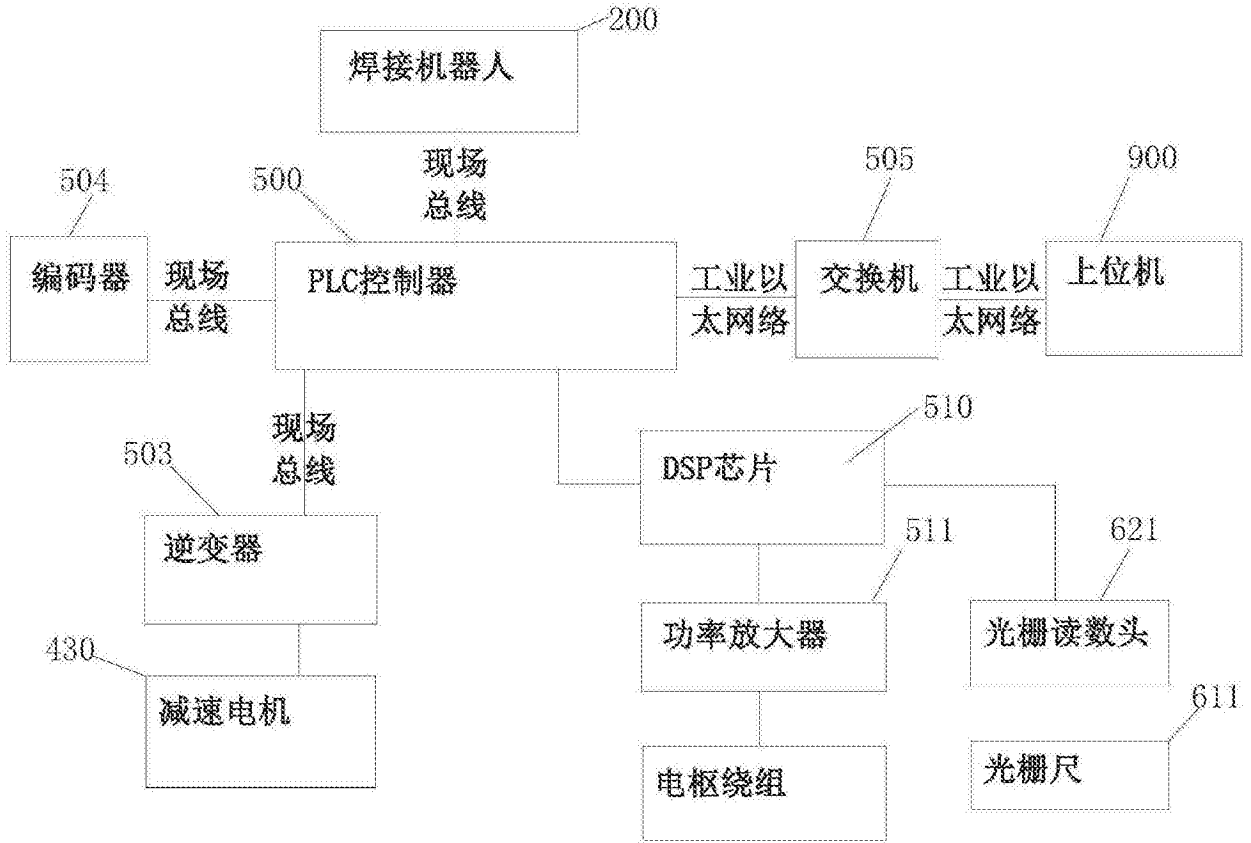 200
焊接机器人
现场
总线
504
500
505
900
编码器
现场
总线
PLC控制器
工业以
太网络
交换机
工业以
太网络
上位机
现场
总线
503
510
DSP芯片
逆变器
511
621
功率放大器
光栅读数头
430
减速电机
611
电枢绕组
光栅尺